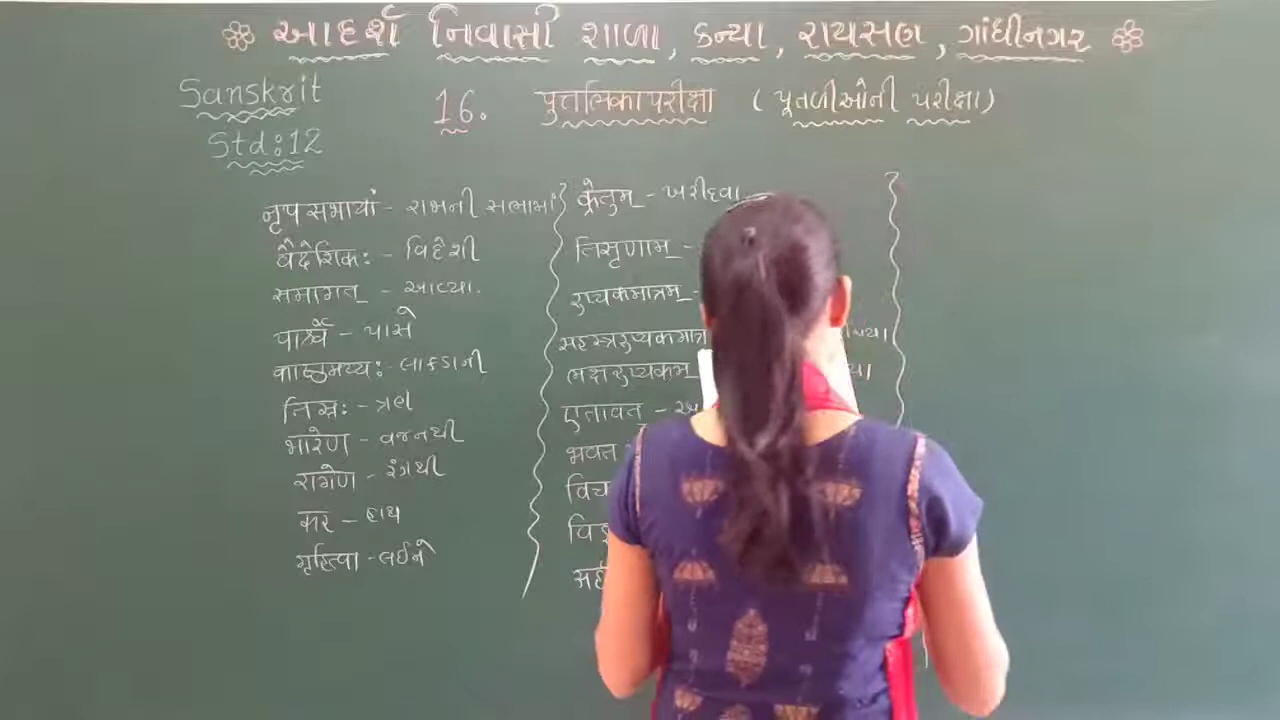 આદર્શ નિવાસી શાળા, કન્યા, રાયસણ, ગાંધીનગર
Sanskrit
Std:12
16. पुत्तलिकापरीक्षा (પૂતળીઓની પરીક્ષા)
नृपसभायां - રાજાની સભામાં
वैदेशिकः - વિદેશી
समागत् - આવ્યા.
पार्श्वे - પાસે
काष्ठमय्यः - લાકડાની
तिस्रः - ત્રણ
भारेण - વજનથી
रागेण - રંગથી
कर - હાથ
गृहित्वा - લઈને
क्रेतुम् - ખરીદવા
तिसृणाम् -
रुप्यकमात्रम् -
सहस्त्ररुप्यकमात्र
लक्षरुप्यकम्
एतावत् -
भवत